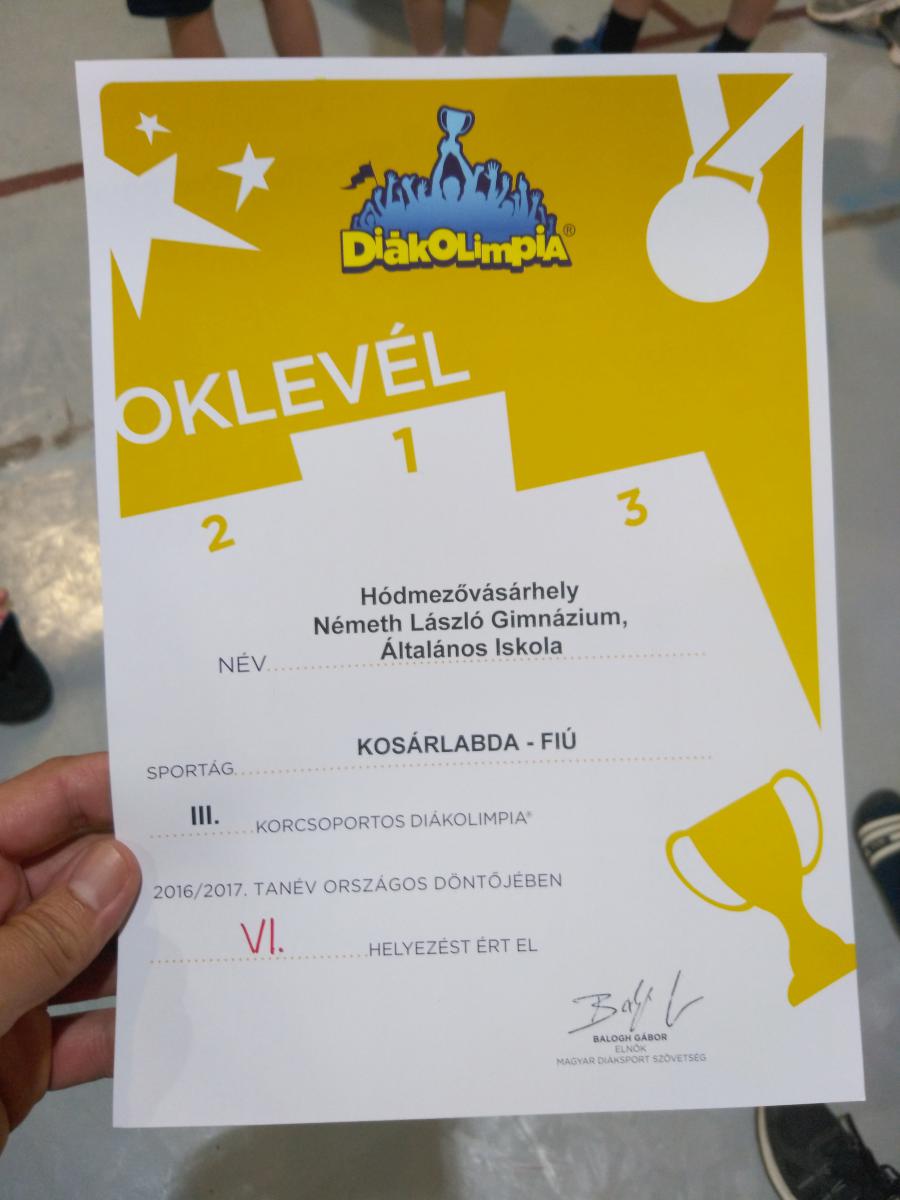 DiákOLimpiA®
OKLEVÉL
1
2
3
Hódmezővásárhely
Németh László Gimnázium,
Általános Iskola
NÉV
KOSÁRLABDA - FIÚ
SPORTÁG
III. KORCSOPORTOS DIÁKOLIMPIA®
2016/2017. TANÉV ORSZÁGOS DÖNTŐJÉBEN
VI. HELYEZÉST ÉRT EL
BALOGH GÁBOR
ELNÖK
MAGYAR DIÁKSPORT SZÖVETSÉG